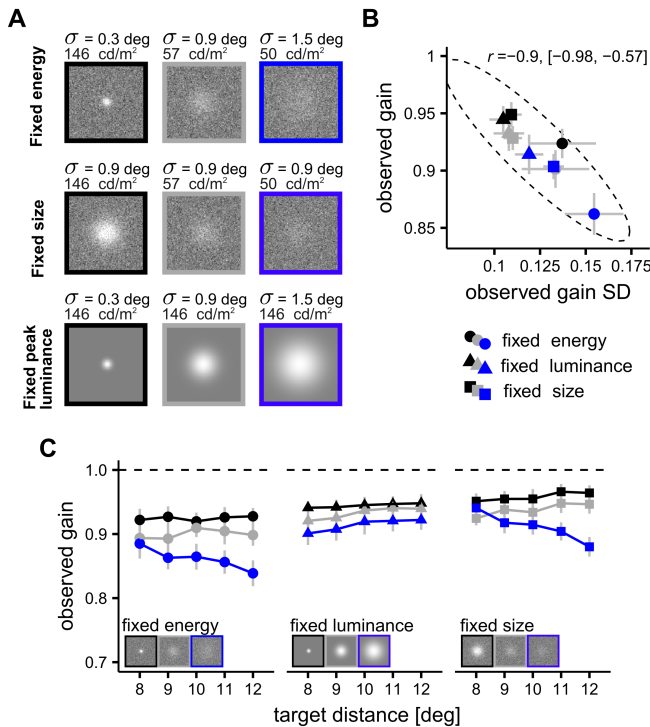 A
σ = 0.3 deg σ = 0.9 deg σ = 1.5 deg
146 cd/m² 57 cd/m² 50 cd/m²
Fixed energy
σ = 0.9 deg σ = 0.9 deg σ = 0.9 deg
146 cd/m² 57 cd/m² 50 cd/m²
Fixed size
σ = 0.3 deg σ = 0.9 deg σ = 1.5 deg
146 cd/m² 146 cd/m² 146 cd/m²
Fixed peak
luminance
B
r =−0.9, [−0.98, −0.57]
observed gain
1
0.95
0.9
0.85
0.1 0.125 0.15 0.175
observed gain SD
fixed energy
fixed luminance
fixed size
C
observed gain
1.0
0.9
0.8
0.7
fixed energy fixed luminance fixed size
8 9 10 11 12 8 9 10 11 12 8 9 10 11 12
target distance [deg]